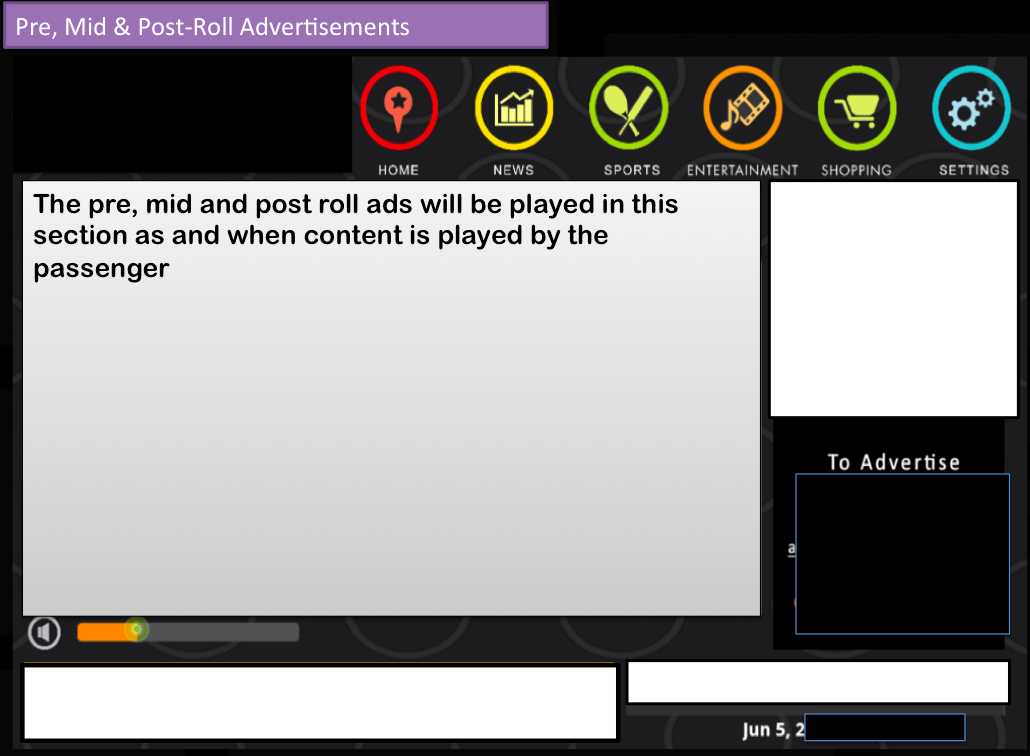 Pre, Mid & Post-Roll Advertisements
HOME NEWS SPORTS ENTERTAINMENT SHOPPING SETTINGS
The pre, mid and post roll ads will be played in this
section as and when content is played by the
passenger
To Advertise
a
Jun 5, 2